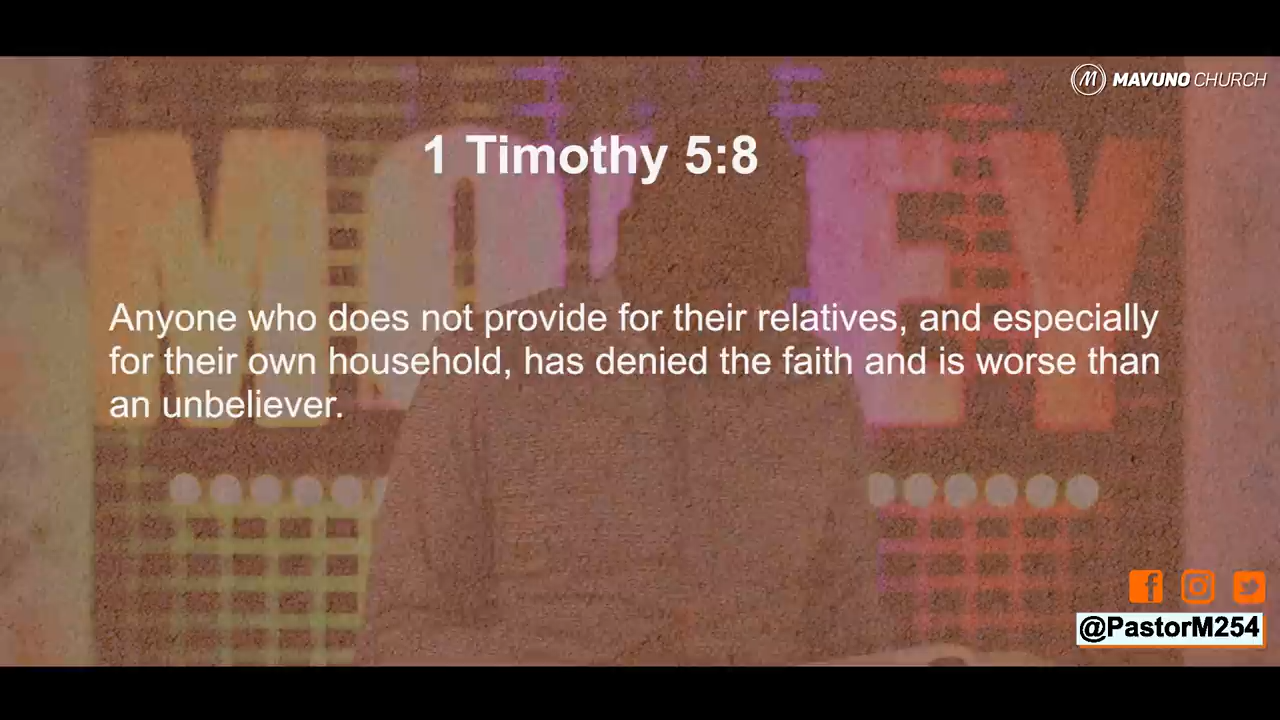 MAVUNO CHURCH
1 Timothy 5:8
MONEY
Anyone who does not provide for their relatives, and especially
for their own household, has denied the faith and is worse than
an unbeliever.
@PastorM254